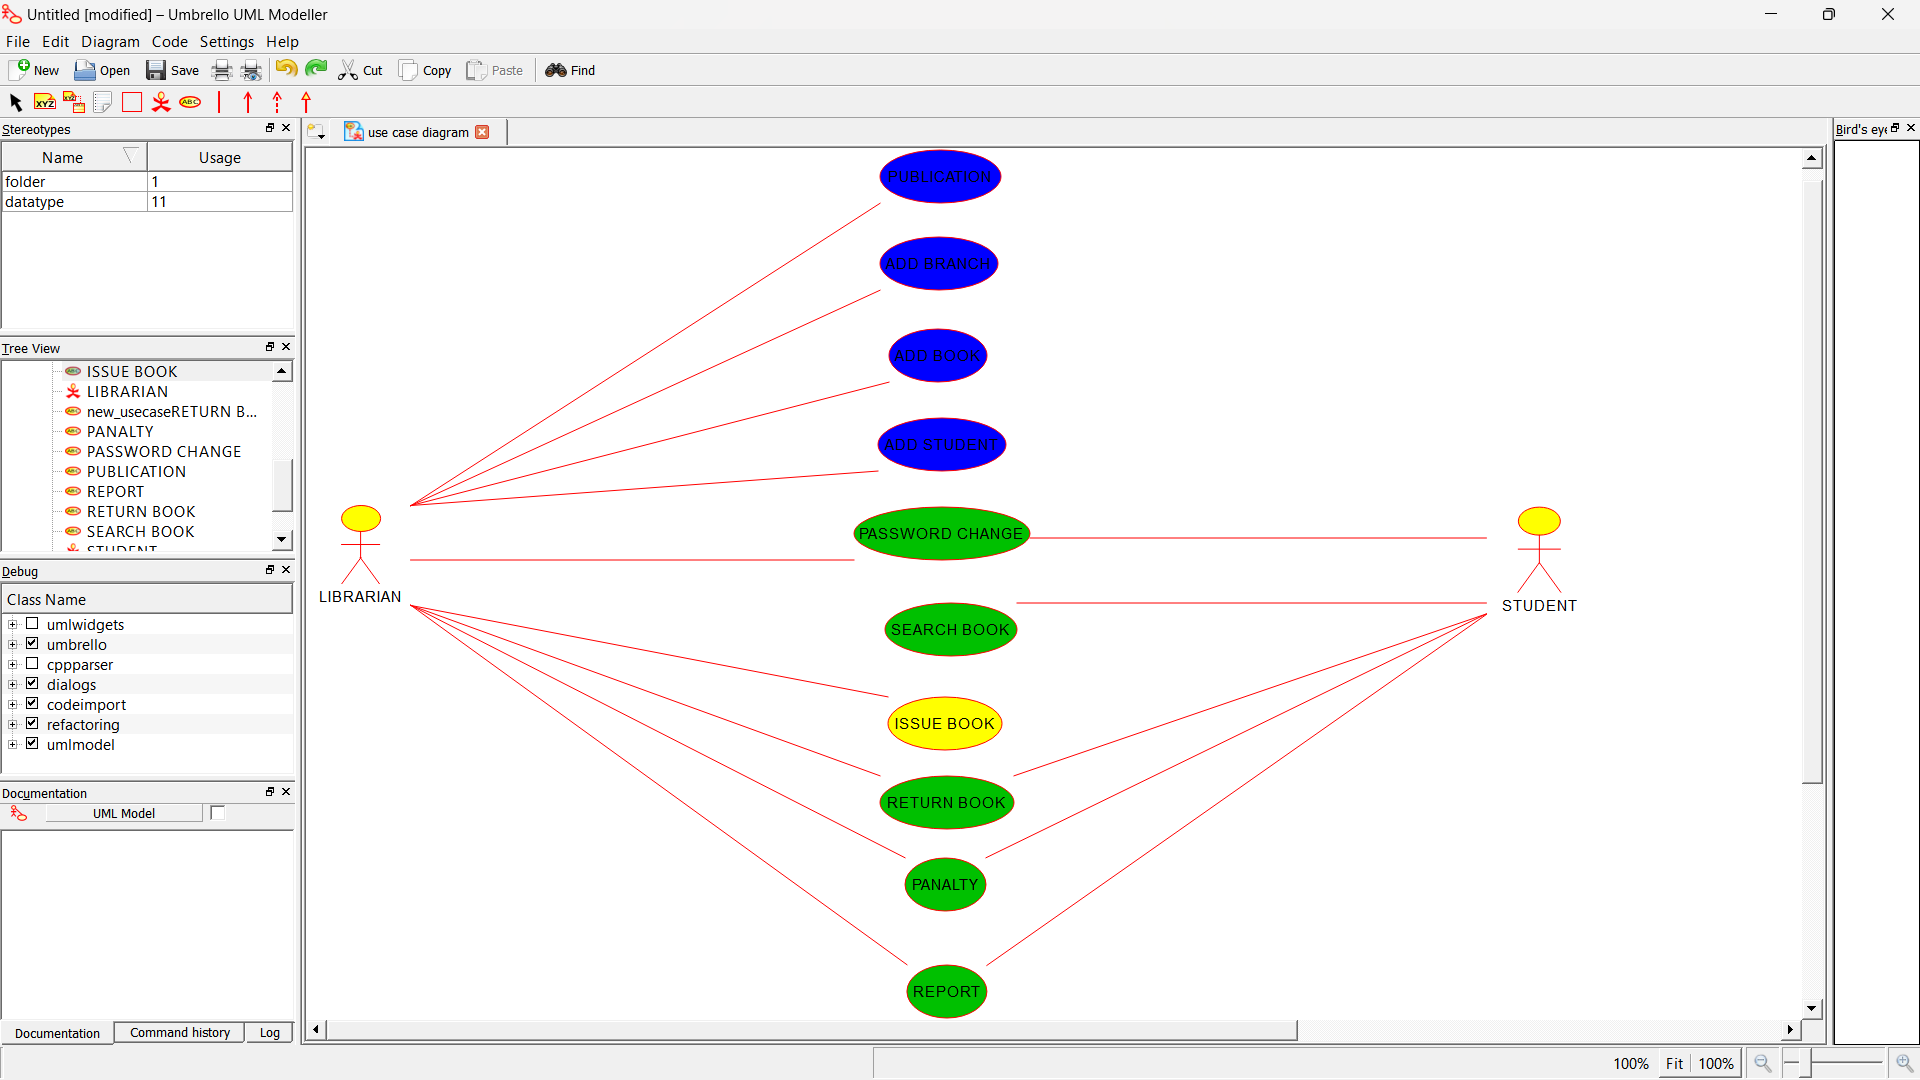 Untitled [modified] – Umbrello UML Modeller
File Edit Diagram Code Settings Help
New Open Save Cut Copy Paste Find
XYZ XYZ ABC
Stereotypes
Name Usage
folder 1
datatype 11
Tree View
ISSUE BOOK
LIBRARIAN
new_usecaseRETURN B...
PANALTY
PASSWORD CHANGE
PUBLICATION
REPORT
RETURN BOOK
SEARCH BOOK
STUDENT
Debug
Class Name
umlwidgets
umbrello
cppparser
dialogs
codeimport
refactoring
umlmodel
Documentation
UML Model
Documentation Command history Log
use case diagram
PUBLICATION
ADD BRANCH
ADD BOOK
ADD STUDENT
PASSWORD CHANGE
LIBRARIAN
STUDENT
SEARCH BOOK
ISSUE BOOK
RETURN BOOK
PANALTY
REPORT
Bird's eye
100% Fit 100%